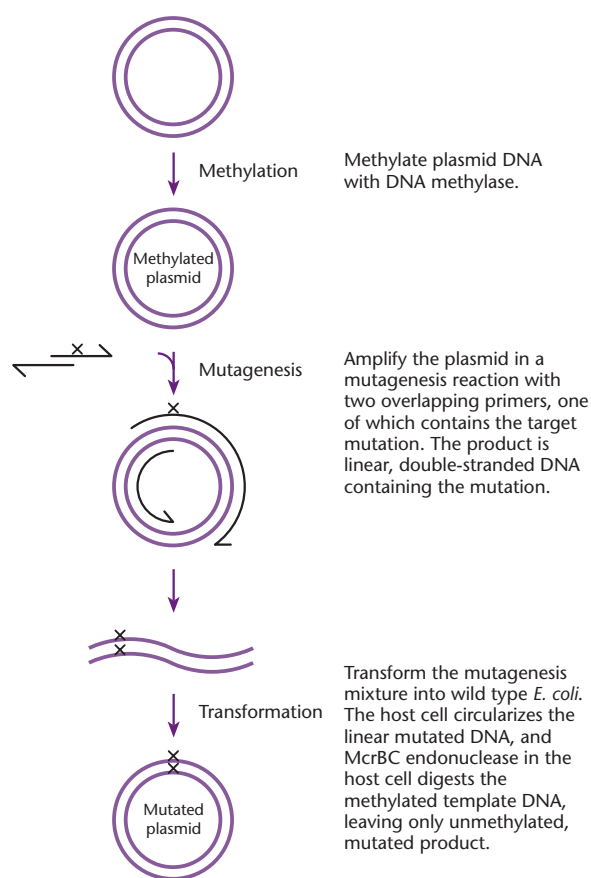 Methylation
Methylate plasmid DNA
with DNA methylase.
Methylated
plasmid
Mutagenesis
Amplify the plasmid in a
mutagenesis reaction with
two overlapping primers, one
of which contains the target
mutation. The product is
linear, double-stranded DNA
containing the mutation.
Transformation
Transform the mutagenesis
mixture into wild type E. coli.
The host cell circularizes the
linear mutated DNA, and
McrBC endonuclease in the
host cell digests the
methylated template DNA,
leaving only unmethylated,
mutated product.
Mutated
plasmid